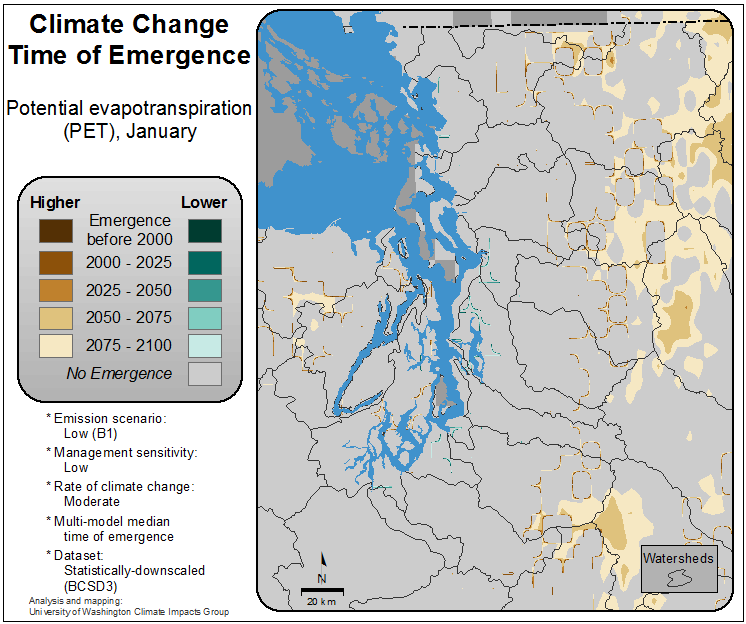 Climate Change
Time of Emergence
Potential evapotranspiration
(PET), January
Higher Lower
Emergence
before 2000
2000 - 2025
2025 - 2050
2050 - 2075
2075 - 2100
No Emergence
* Emission scenario:
Low (B1)
* Management sensitivity:
Low
* Rate of climate change:
Moderate
* Multi-model median
time of emergence
* Dataset:
Statistically-downscaled
(BCSD3)
Analysis and mapping:
University of Washington Climate Impacts Group
N
20 km
Watersheds